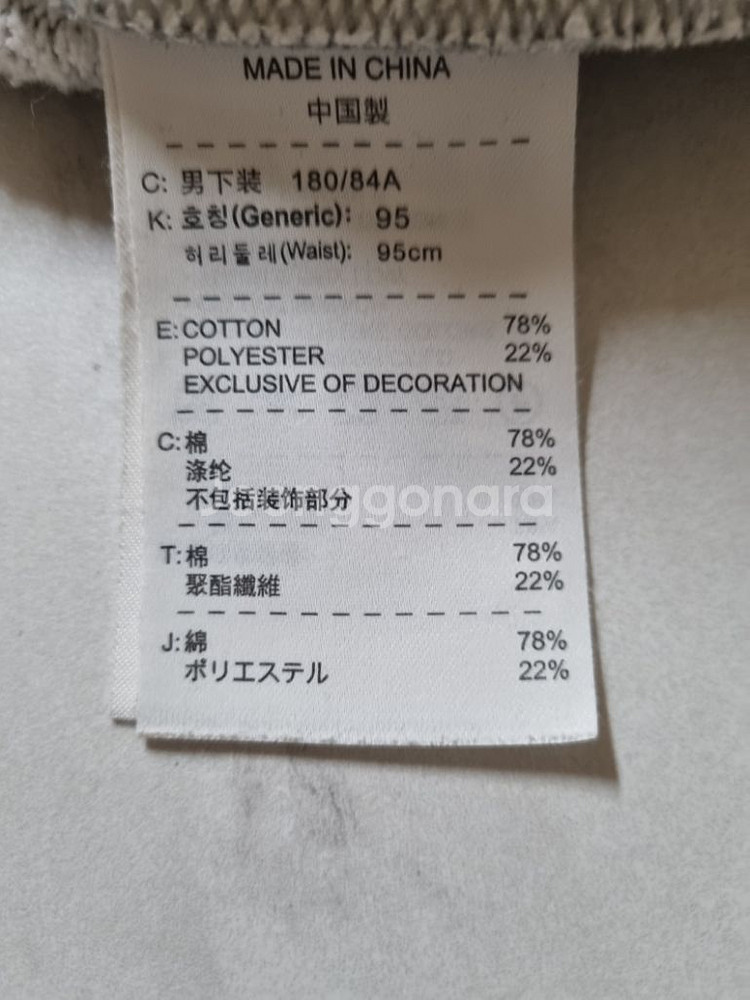 MADE IN CHINA
中国製
C: 男下装 180/84A
K: 호칭(Generic): 95
허리둘레(Waist): 95cm
E: COTTON 78%
POLYESTER 22%
EXCLUSIVE OF DECORATION
C: 棉 78%
涤纶 22%
不包括装饰部分
T: 棉 78%
聚酯纖維 22%
J: 綿 78%
ポリエステル 22%